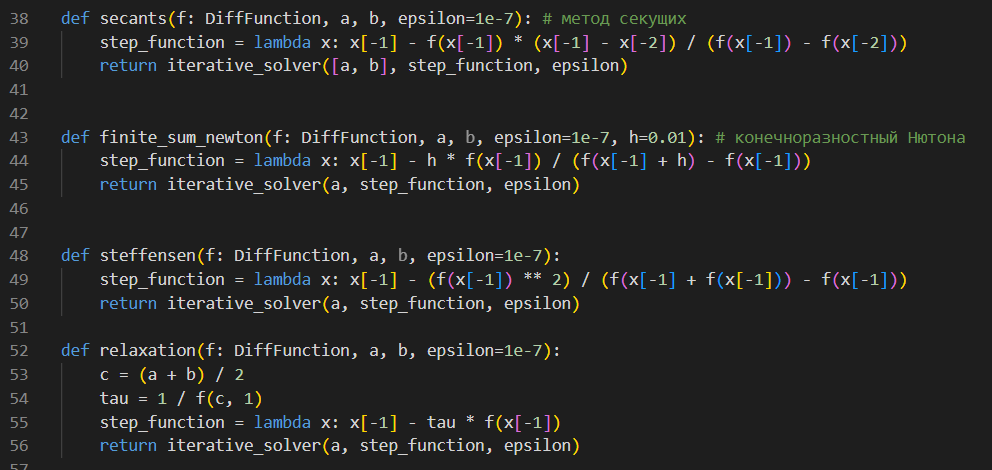 38 def secants(f: DiffFunction, a, b, epsilon=1e-7): # метод секущих
39     step_function = lambda x: x[-1] - f(x[-1]) * (x[-1] - x[-2]) / (f(x[-1]) - f(x[-2]))
40     return iterative_solver([a, b], step_function, epsilon)
41
42
43 def finite_sum_newton(f: DiffFunction, a, b, epsilon=1e-7, h=0.01): # конечноразностный Нютона
44     step_function = lambda x: x[-1] - h * f(x[-1]) / (f(x[-1] + h) - f(x[-1]))
45     return iterative_solver(a, step_function, epsilon)
46
47
48 def steffensen(f: DiffFunction, a, b, epsilon=1e-7):
49     step_function = lambda x: x[-1] - (f(x[-1]) ** 2) / (f(x[-1] + f(x[-1])) - f(x[-1]))
50     return iterative_solver(a, step_function, epsilon)
51
52 def relaxation(f: DiffFunction, a, b, epsilon=1e-7):
53     c = (a + b) / 2
54     tau = 1 / f(c, 1)
55     step_function = lambda x: x[-1] - tau * f(x[-1])
56     return iterative_solver(a, step_function, epsilon)
57